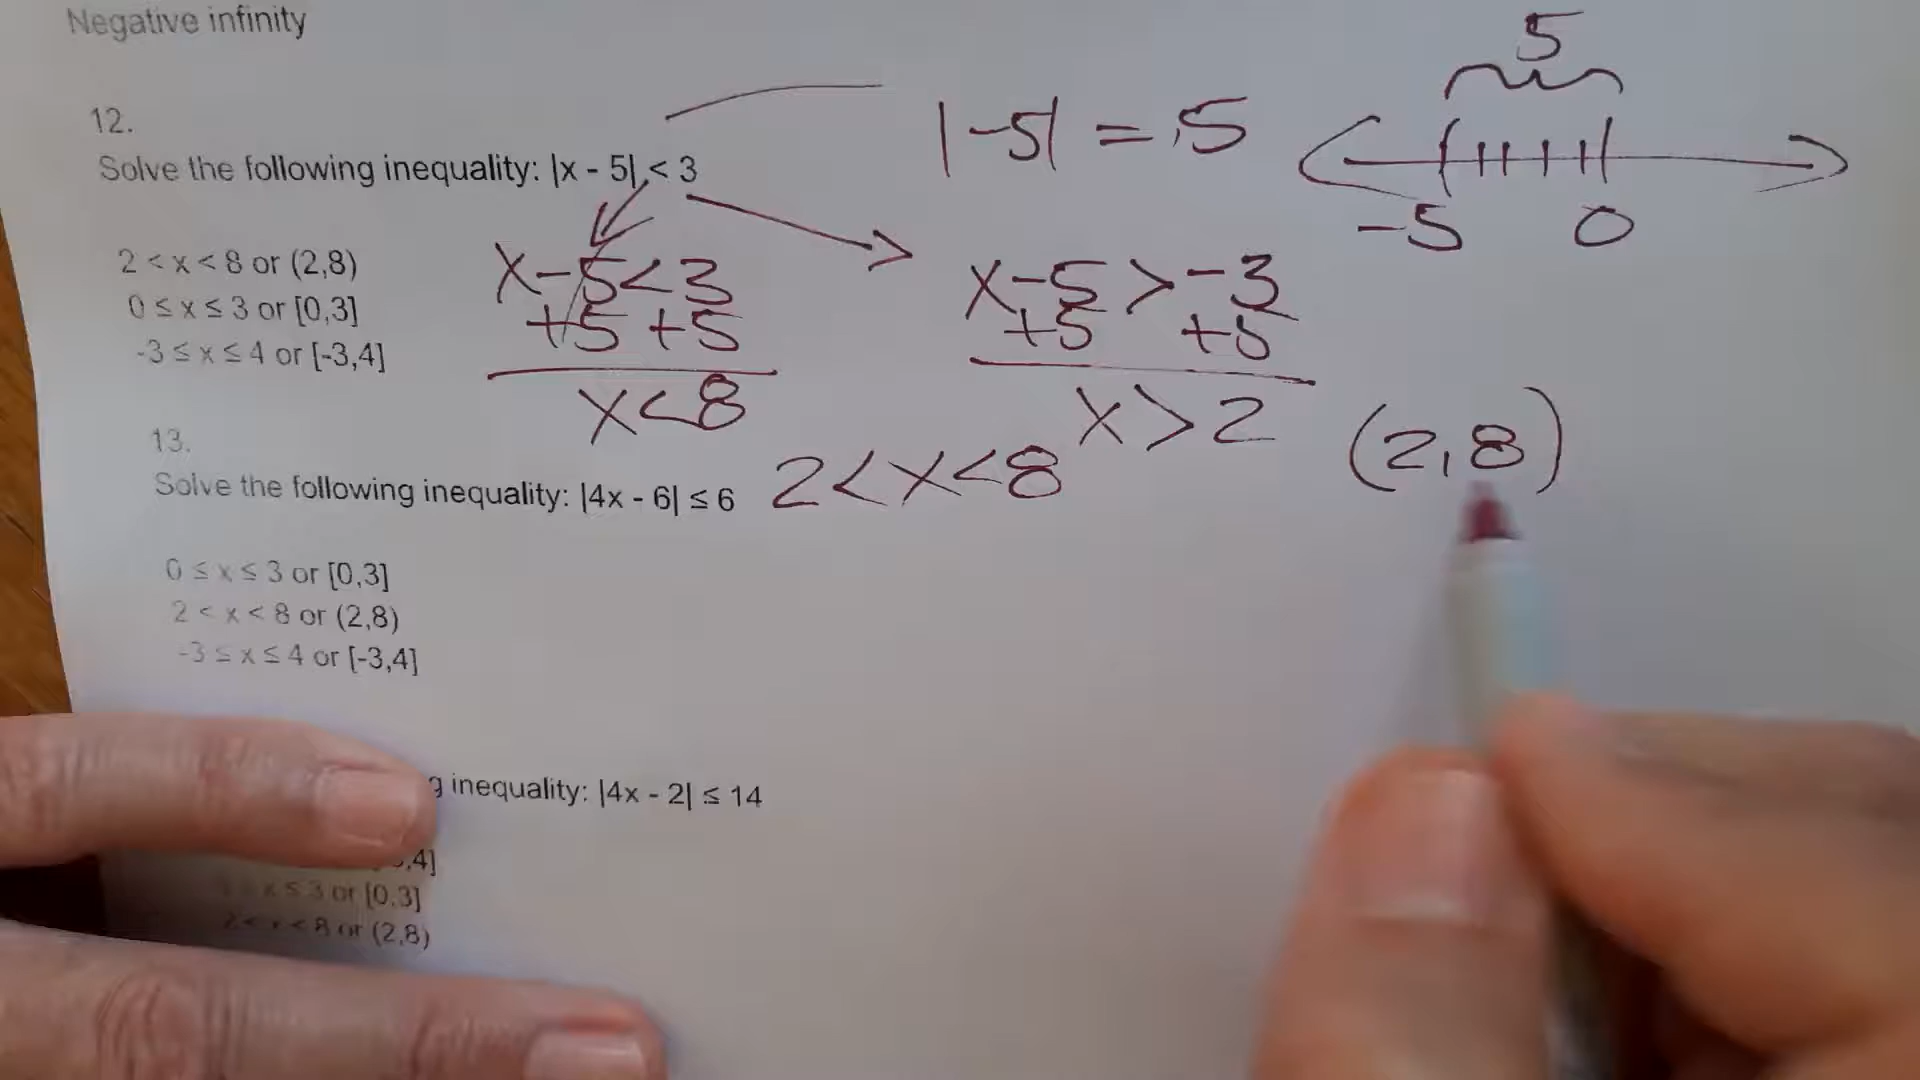 Negative infinity
12.
Solve the following inequality: |x - 5| < 3
|-5| = 5
5
-5 0
2 < x < 8 or (2,8)
0 ≤ x ≤ 3 or [0,3]
-3 ≤ x ≤ 4 or [-3,4]
x-5<3
+5 +5
x<8
x-5>-3
+5 +5
x>2
2<x<8
(2,8)
13.
Solve the following inequality: |4x - 6| ≤ 6
0 ≤ x ≤ 3 or [0,3]
2 < x < 8 or (2,8)
-3 ≤ x ≤ 4 or [-3,4]
inequality: |4x - 2| ≤ 14
,4]
x ≤ 3 or [0,3]
2 < x < 8 or (2,8)